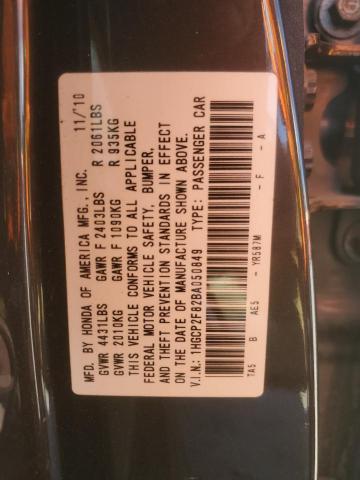 MFD. BY HONDA OF AMERICA MFG., INC. 11/10
GVWR 4431LBS GAWR F 2403LBS R 2061LBS
GVWR 2010KG GAWR F 1090KG R 935KG
THIS VEHICLE CONFORMS TO ALL APPLICABLE
FEDERAL MOTOR VEHICLE SAFETY, BUMPER,
AND THEFT PREVENTION STANDARDS IN EFFECT
ON THE DATE OF MANUFACTURE SHOWN ABOVE.
V.I.N.: 1HGCP2F82BA050849 TYPE: PASSENGER CAR
TA5 B AE5 - YR587M - F - A